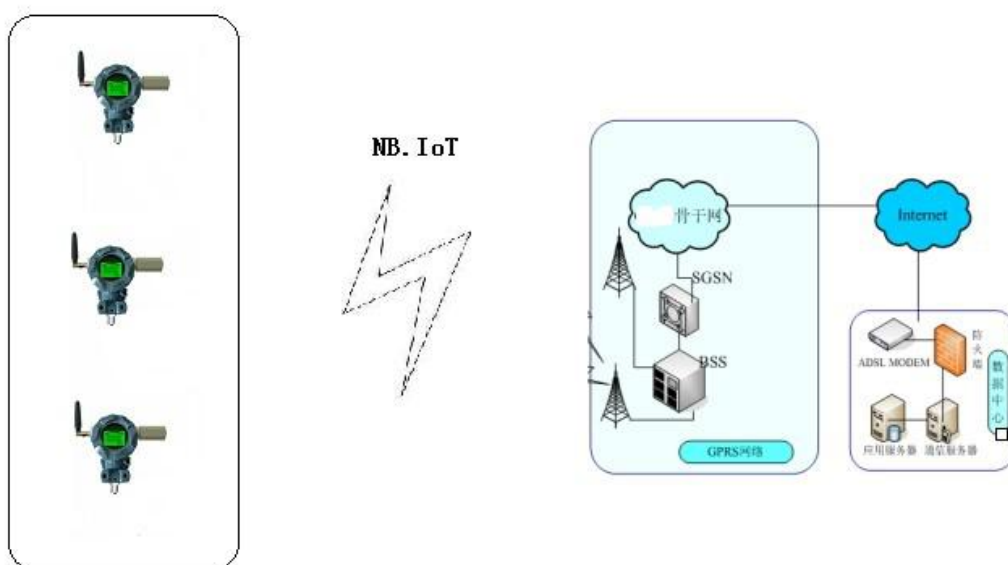 NB.IoT
骨干网
Internet
SGSN
BSS
GPRS网络
ADSL MODEM
防火墙
数据中心
应用服务器
通信服务器